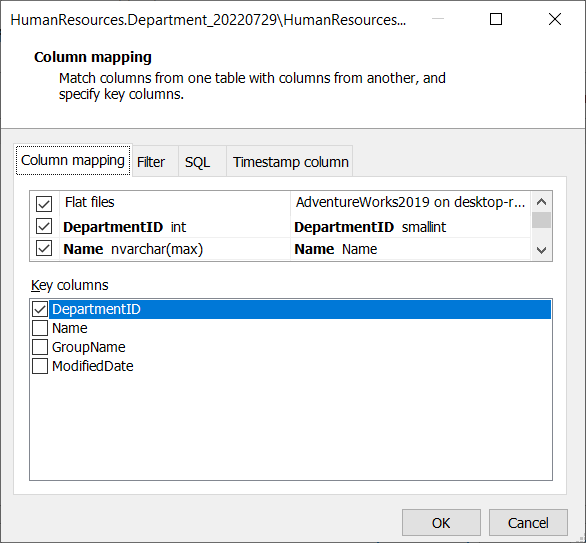 HumanResources.Department_20220729\HumanResources...
Column mapping
Match columns from one table with columns from another, and
specify key columns.
Column mapping Filter SQL Timestamp column
Flat files AdventureWorks2019 on desktop-r...
DepartmentID int DepartmentID smallint
Name nvarchar(max) Name Name
Key columns
DepartmentID
Name
GroupName
ModifiedDate
OK Cancel